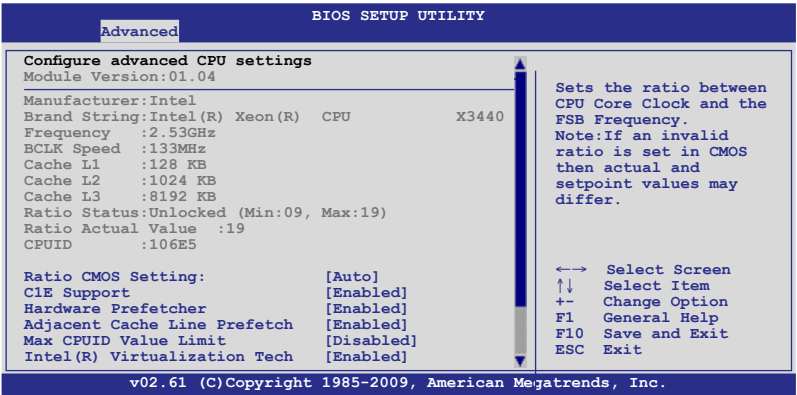 BIOS SETUP UTILITY
Advanced
Configure advanced CPU settings
Module Version:01.04
Manufacturer:Intel
Brand String:Intel(R) Xeon(R) CPU X3440
Frequency :2.53GHz
BCLK Speed :133MHz
Cache L1 :128 KB
Cache L2 :1024 KB
Cache L3 :8192 KB
Ratio Status:Unlocked (Min:09, Max:19)
Ratio Actual Value :19
CPUID :106E5
Ratio CMOS Setting: [Auto]
C1E Support [Enabled]
Hardware Prefetcher [Enabled]
Adjacent Cache Line Prefetch [Enabled]
Max CPUID Value Limit [Disabled]
Intel(R) Virtualization Tech [Enabled]
Sets the ratio between
CPU Core Clock and the
FSB Frequency.
Note:If an invalid
ratio is set in CMOS
then actual and
setpoint values may
differ.
←→ Select Screen
↑↓ Select Item
+- Change Option
F1 General Help
F10 Save and Exit
ESC Exit
v02.61 (C)Copyright 1985-2009, American Megatrends, Inc.